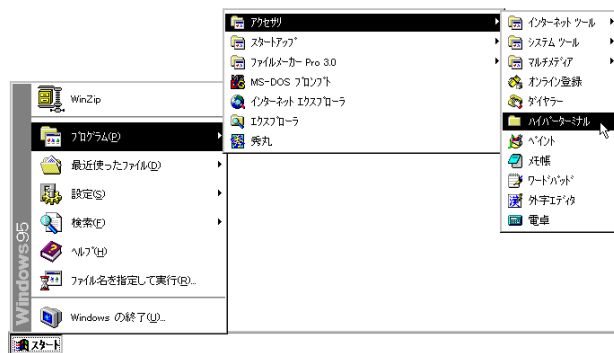 アクセサリ
スタートアップ
ファイルメーカー Pro 3.0
MS-DOS プロンプト
インターネット エクスプローラ
エクスプローラ
秀丸
インターネット ツール
システム ツール
マルチメディア
オンライン登録
ダイヤラー
ハイパーターミナル
ペイント
メモ帳
ワードパッド
外字エディタ
電卓
WinZip
プログラム(P)
最近使ったファイル(D)
設定(S)
検索(F)
ヘルプ(H)
ファイル名を指定して実行(R)...
Windows の終了(U)...
Windows95
スタート